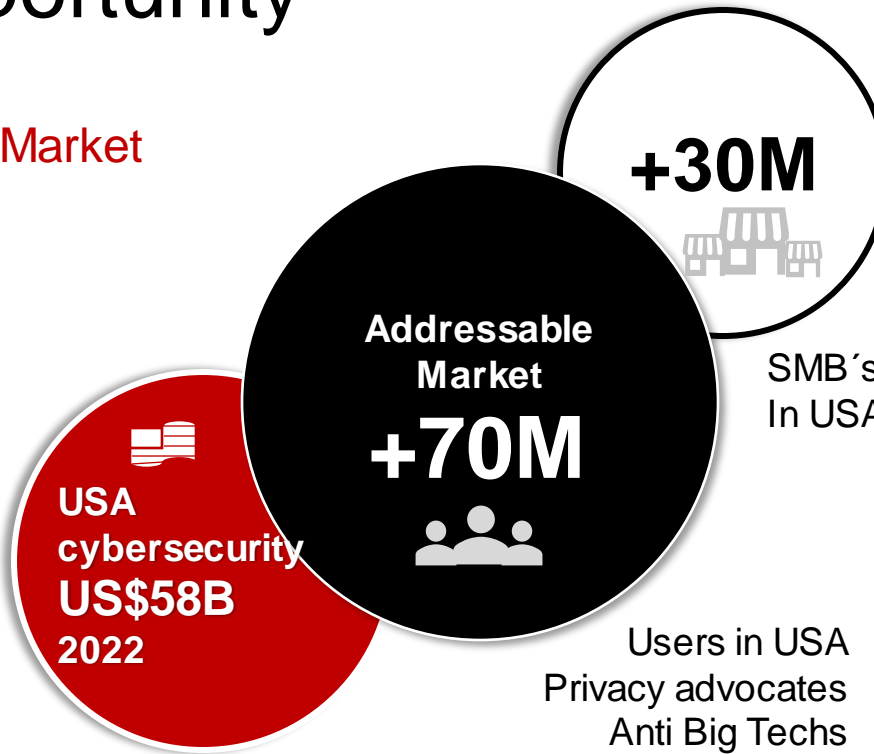 portunity
Market
+30M
Addressable
Market
+70M
SMB´s
In USA
USA
cybersecurity
US$58B
2022
Users in USA
Privacy advocates
Anti Big Techs